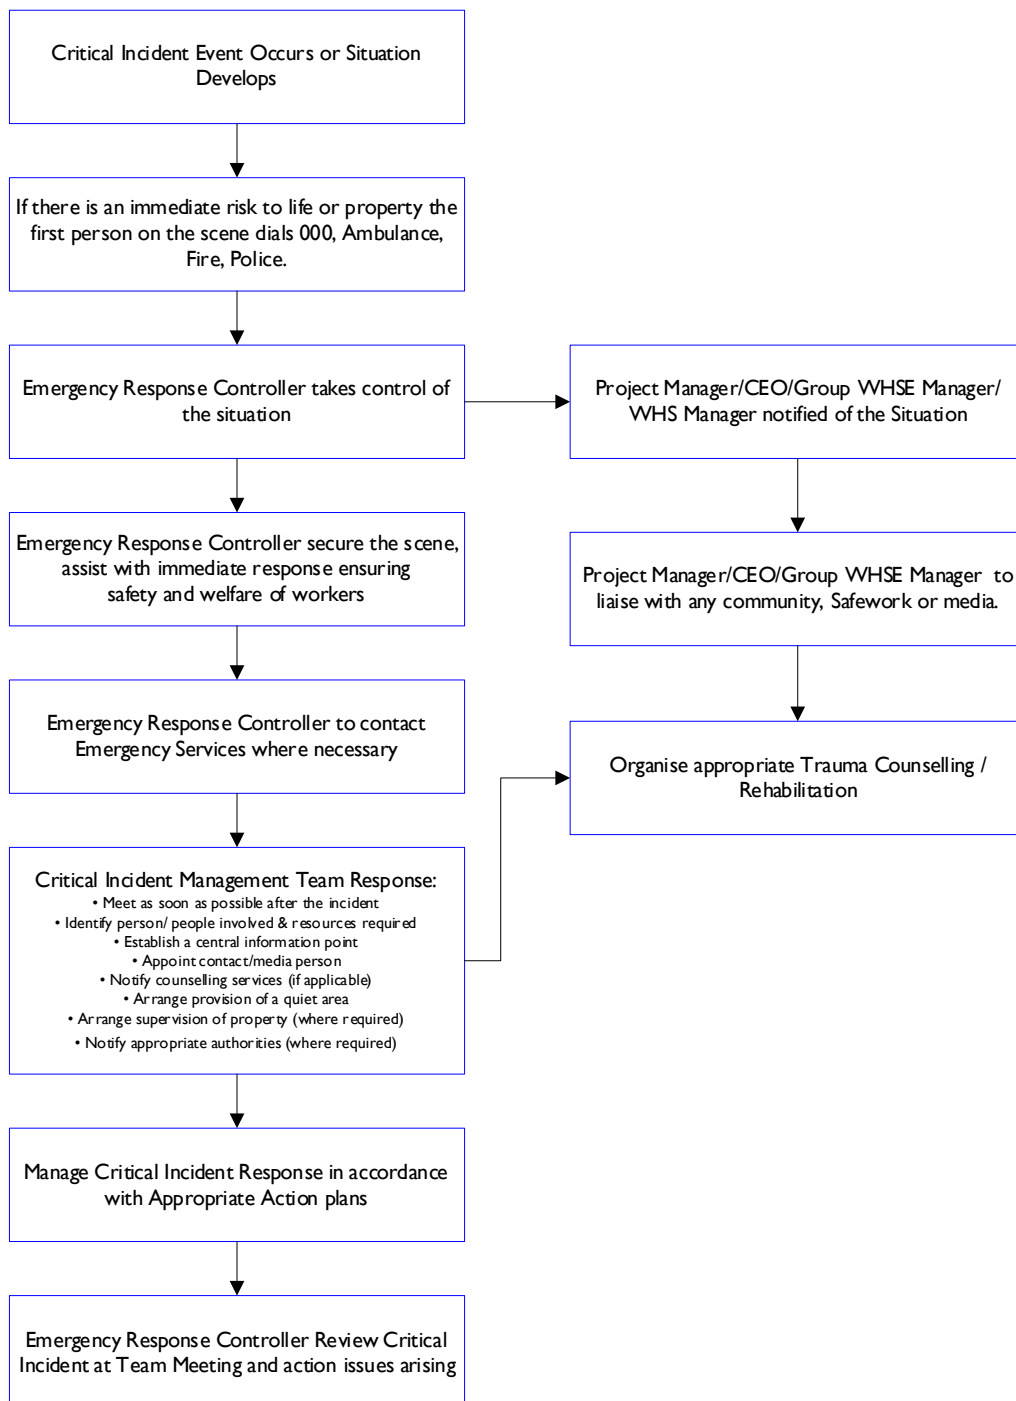 Critical Incident Event Occurs or Situation
Develops
If there is an immediate risk to life or property the
first person on the scene dials 000, Ambulance,
Fire, Police.
Emergency Response Controller takes control of
the situation
Project Manager/CEO/Group WHSE Manager/
WHS Manager notified of the Situation
Emergency Response Controller secure the scene,
assist with immediate response ensuring
safety and welfare of workers
Project Manager/CEO/Group WHSE Manager to
liaise with any community, Safework or media.
Emergency Response Controller to contact
Emergency Services where necessary
Organise appropriate Trauma Counselling /
Rehabilitation
Critical Incident Management Team Response:
• Meet as soon as possible after the incident
• Identify person/ people involved & resources required
• Establish a central information point
• Appoint contact/media person
• Notify counselling services (if applicable)
• Arrange provision of a quiet area
• Arrange supervision of property (where required)
• Notify appropriate authorities (where required)
Manage Critical Incident Response in accordance
with Appropriate Action plans
Emergency Response Controller Review Critical
Incident at Team Meeting and action issues arising